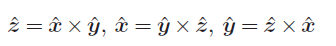 ẑ = x̂ × ŷ, x̂ = ŷ × ẑ, ŷ = ẑ × x̂